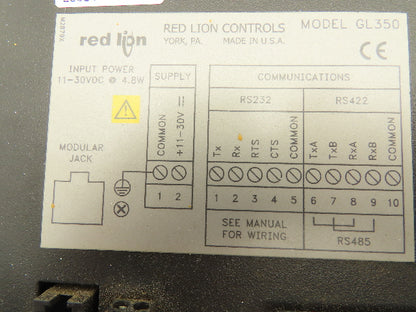 M2879X
red lion
RED LION CONTROLS
YORK, PA. MADE IN U.S.A.
MODEL GL350
CE
INPUT POWER
11-30VDC @ 4.8W
SUPPLY
COMMON
+11-30V
1 2
MODULAR
JACK
COMMUNICATIONS
RS232 RS422
Tx Rx RTS CTS COMMON TxA TxB RxA RxB COMMON
1 2 3 4 5 6 7 8 9 10
SEE MANUAL
FOR WIRING
RS485